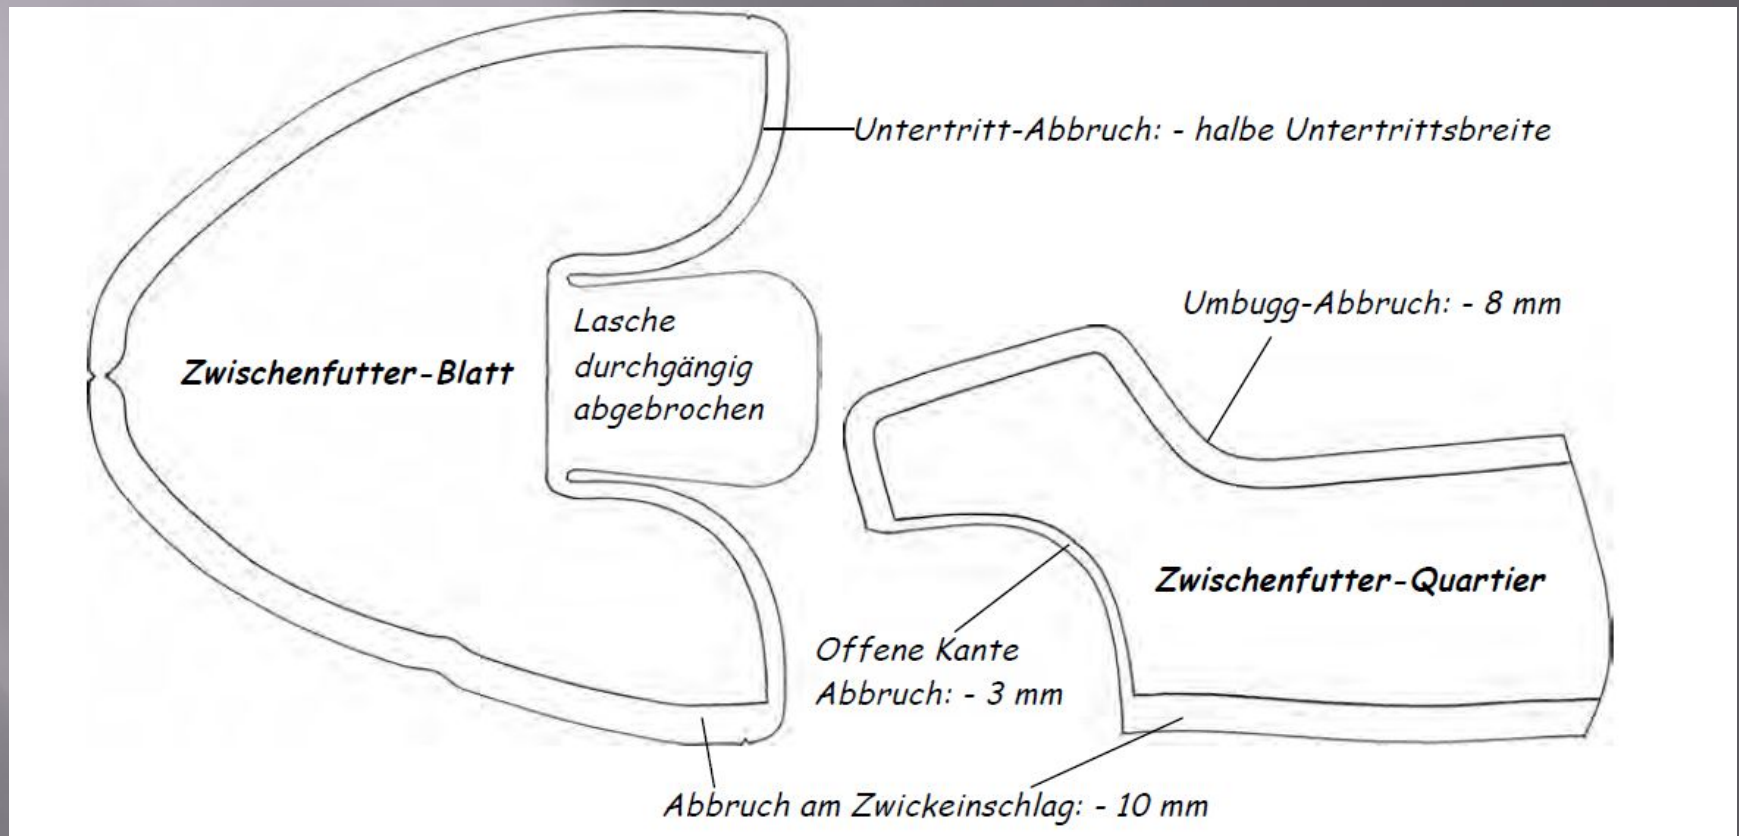 Untertritt-Abbruch: - halbe Untertrittsbreite
Umbugg-Abbruch: - 8 mm
Lasche
durchgängig
abgebrochen
Zwischenfutter-Blatt
Zwischenfutter-Quartier
Offene Kante
Abbruch: - 3 mm
Abbruch am Zwickeinschlag: - 10 mm